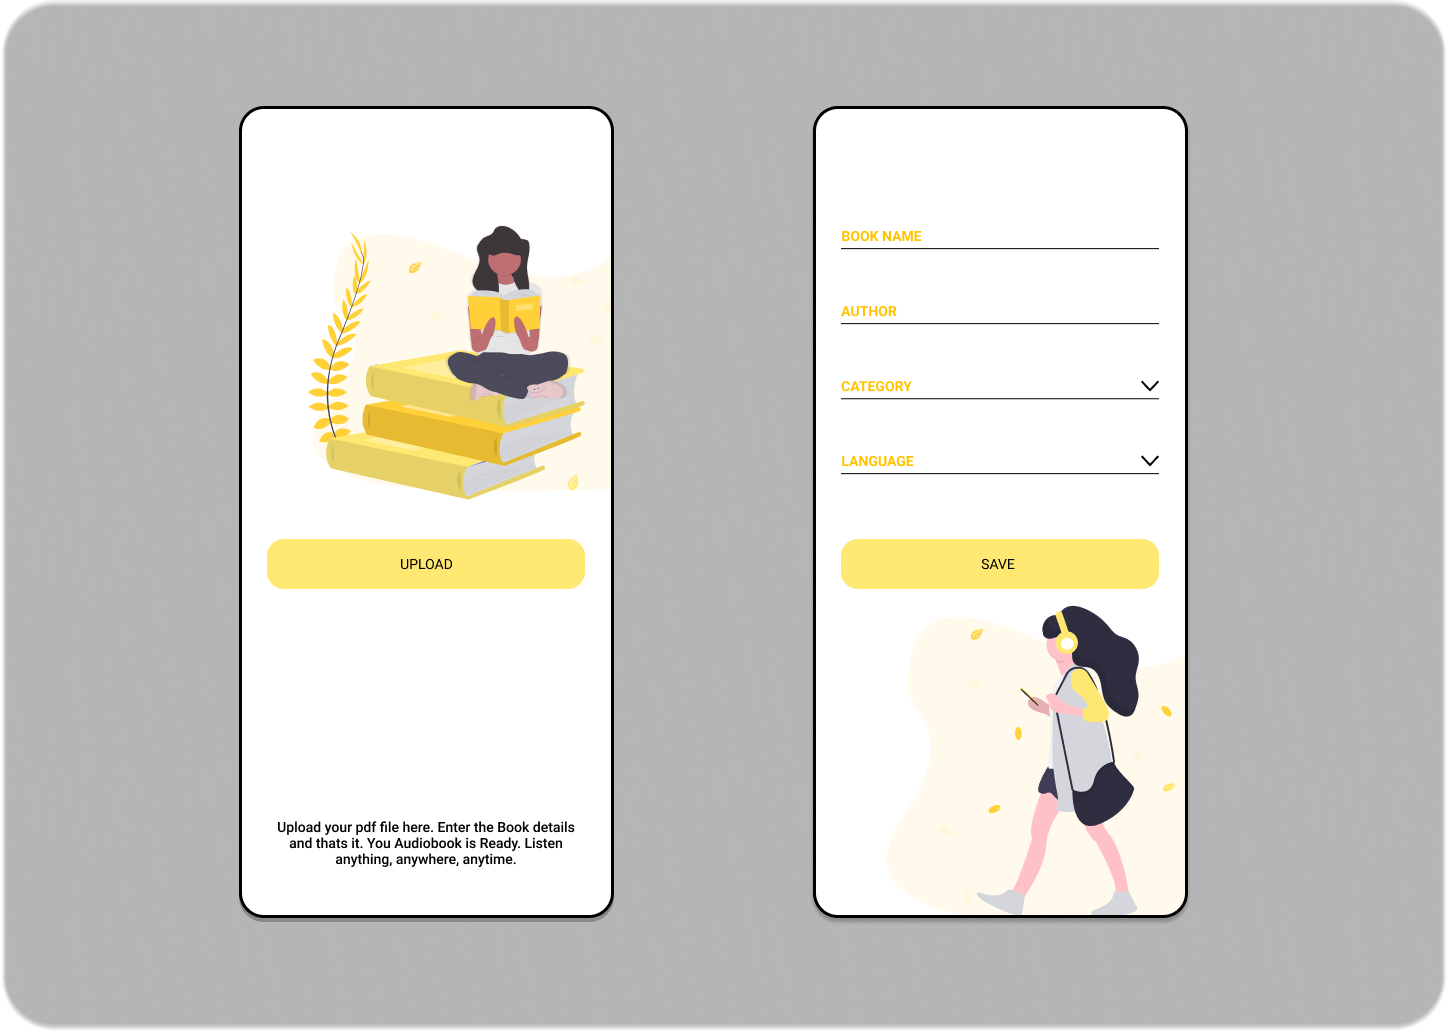 UPLOAD
Upload your pdf file here. Enter the Book details
and thats it. You Audiobook is Ready. Listen
anything, anywhere, anytime.
BOOK NAME
AUTHOR
CATEGORY
LANGUAGE
SAVE